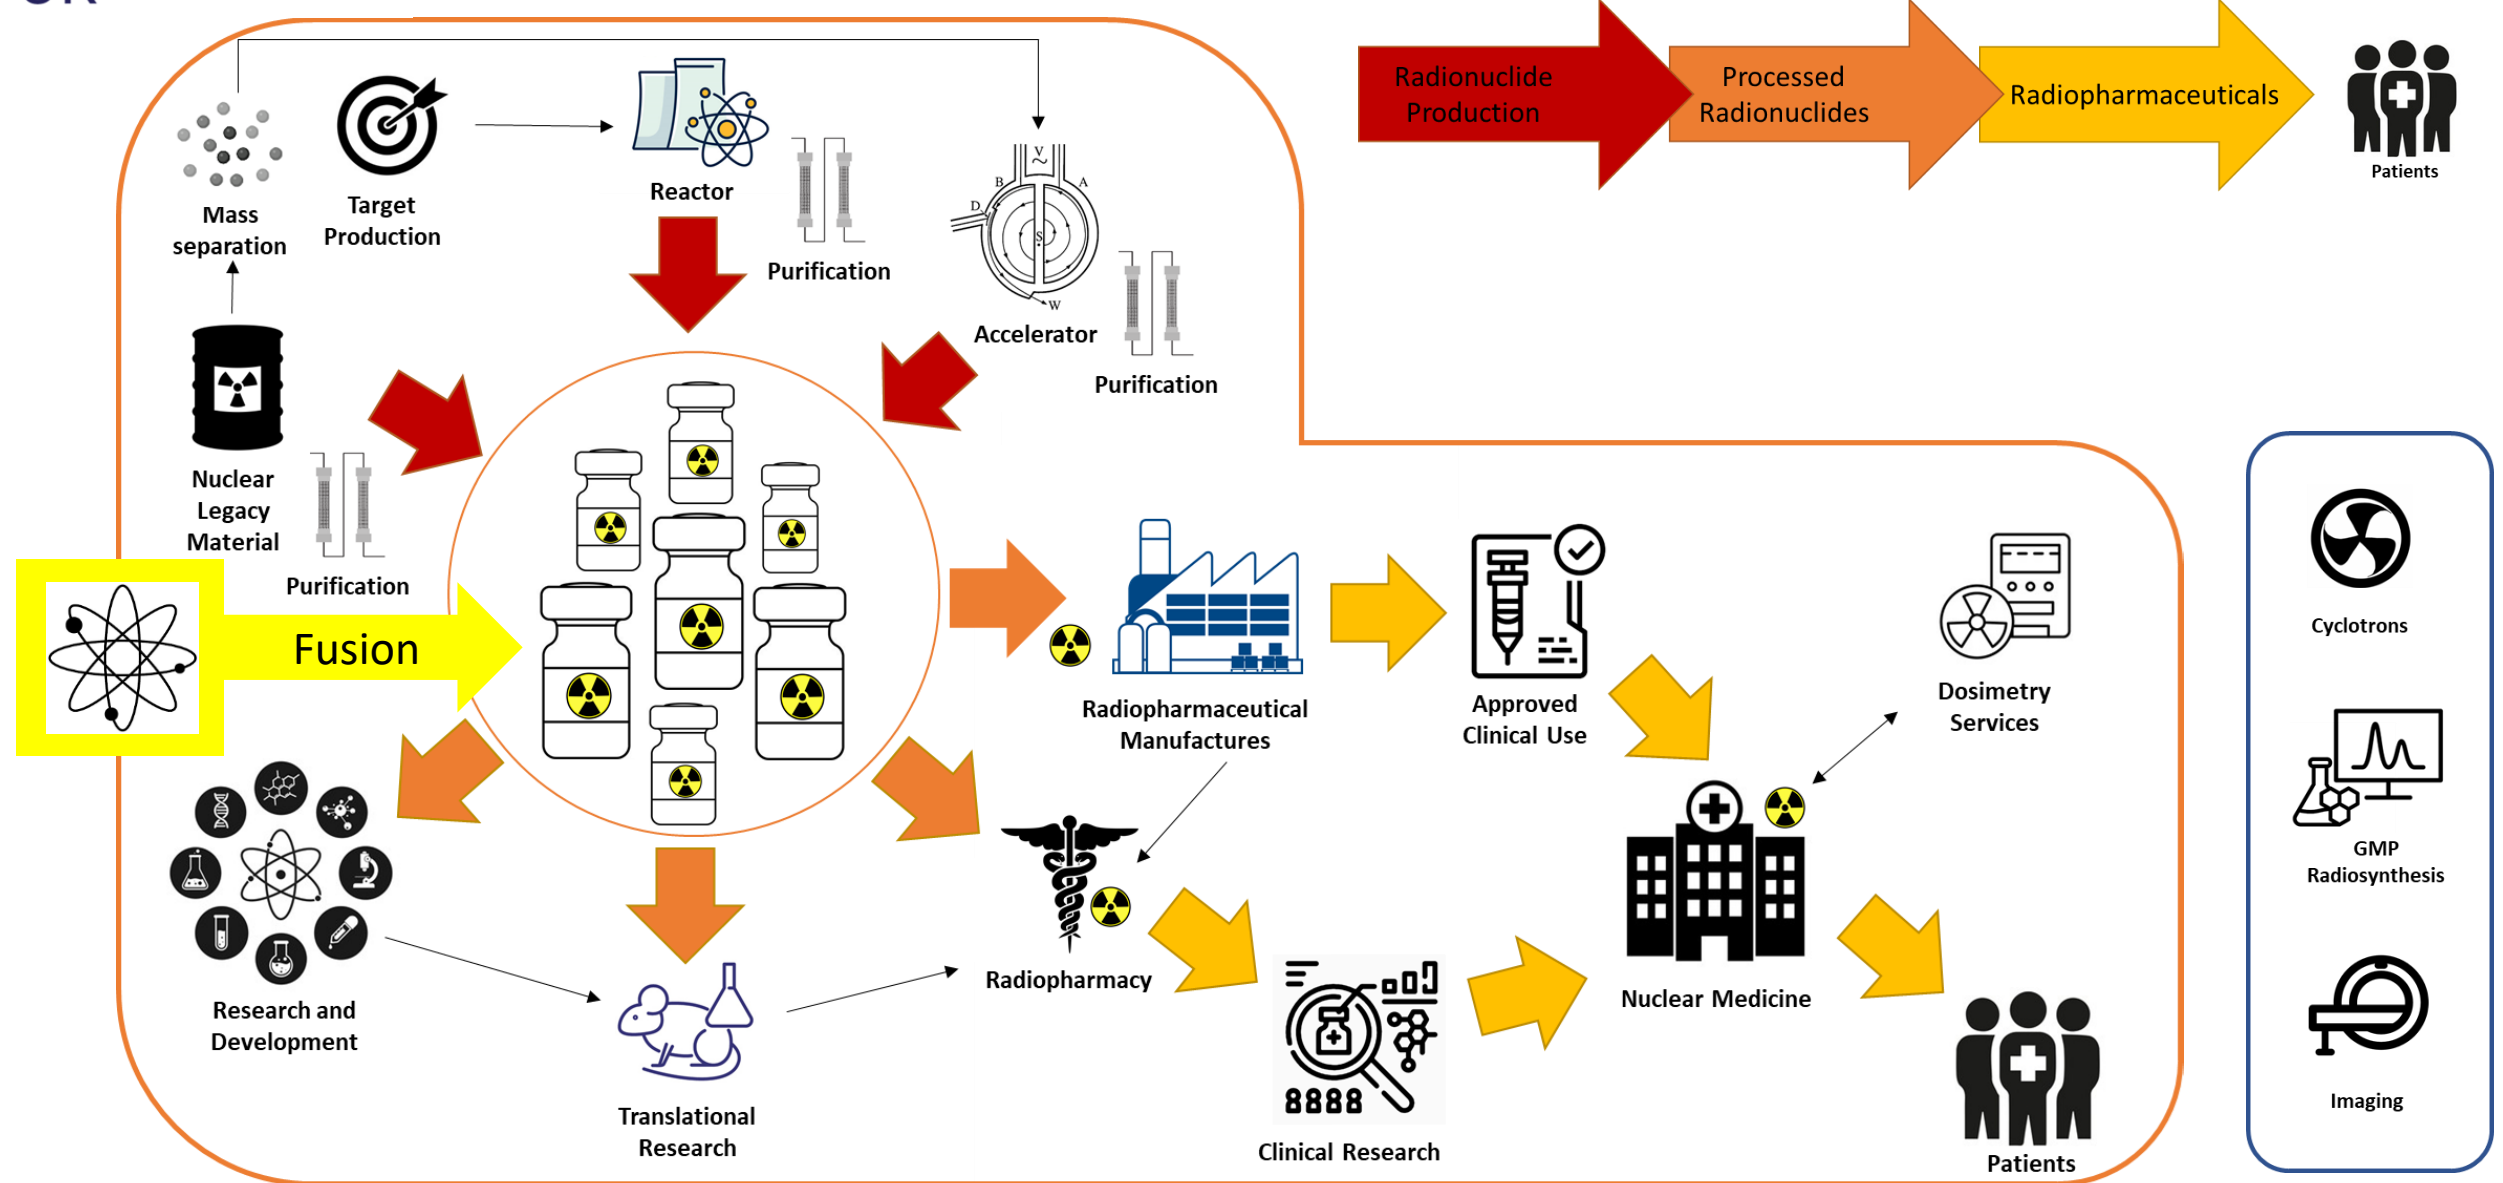 Radionuclide
Production
Processed
Radionuclides
Radiopharmaceuticals
Patients
Mass
separation
Target
Production
Reactor
Purification
V
~
B
A
D
S
W
Accelerator
Purification
Nuclear
Legacy
Material
Purification
Fusion
Radiopharmaceutical
Manufactures
Approved
Clinical Use
Dosimetry
Services
Cyclotrons
GMP
Radiosynthesis
Imaging
Research and
Development
Translational
Research
Radiopharmacy
8888
Clinical Research
Nuclear Medicine
Patients